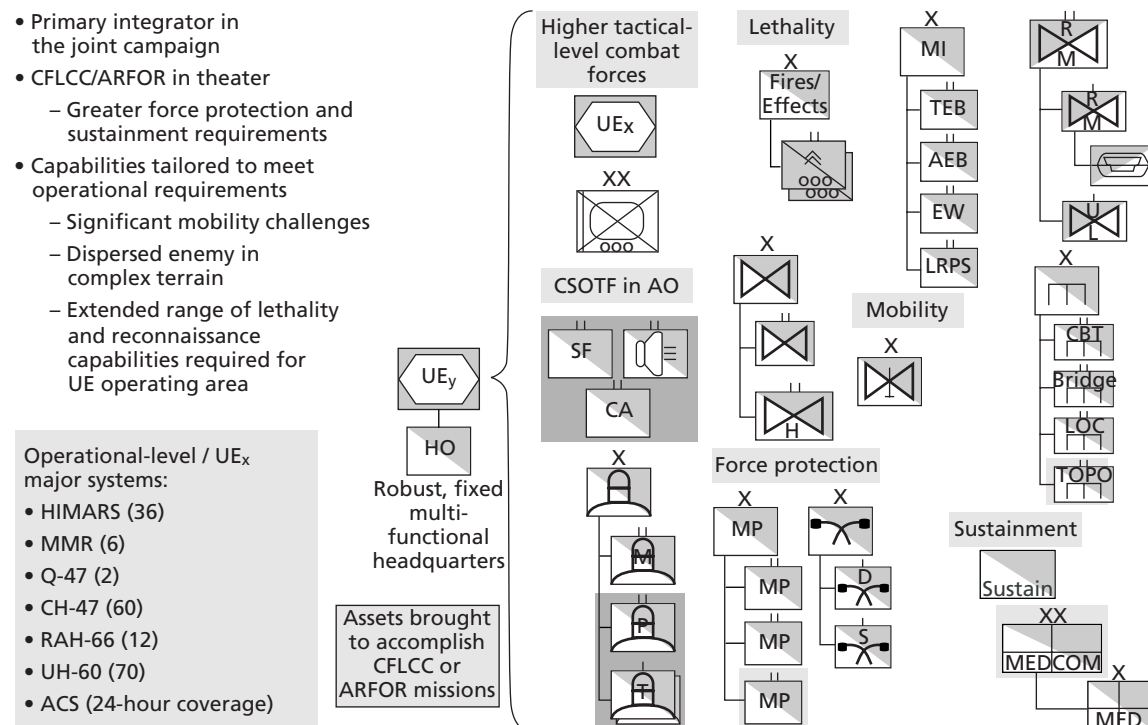 • Primary integrator in
the joint campaign
• CFLCC/ARFOR in theater
– Greater force protection and
sustainment requirements
• Capabilities tailored to meet
operational requirements
– Significant mobility challenges
– Dispersed enemy in
complex terrain
– Extended range of lethality
and reconnaissance
capabilities required for
UE operating area
Operational-level / UEx
major systems:
• HIMARS (36)
• MMR (6)
• Q-47 (2)
• CH-47 (60)
• RAH-66 (12)
• UH-60 (70)
• ACS (24-hour coverage)
UEy
HO
Robust, fixed
multi-
functional
headquarters
Assets brought
to accomplish
CFLCC or
ARFOR missions
Higher tactical-
level combat
forces
UEx
XX
CSOTF in AO
SF
CA
X
M
P
T
Lethality
X
Fires/
Effects
X
H
X
MI
TEB
AEB
EW
LRPS
Mobility
X
R
M
R
M
U
L
X
CBT
Bridge
LOC
TOPO
Force protection
X
MP
MP
MP
MP
X
D
S
Sustainment
Sustain
XX
MEDCOM
X
MED